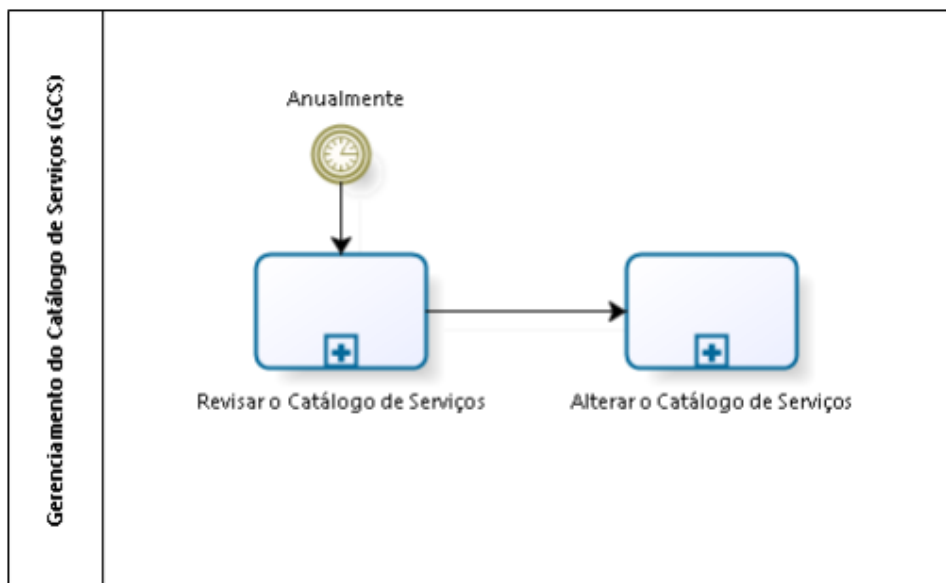 Gerenciamento do Catálogo de Serviços (GCS)
Anualmente
Revisar o Catálogo de Serviços
Alterar o Catálogo de Serviços